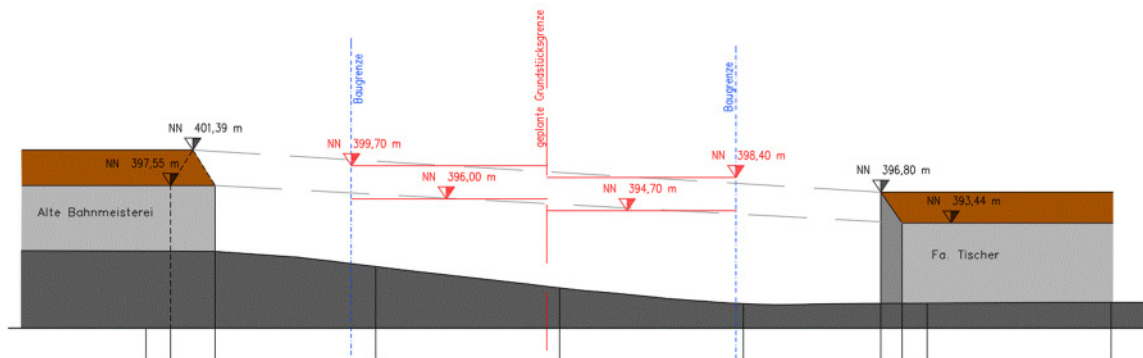 geplante Grundstücksgrenze
Baugrenze
Baugrenze
NN 401,39 m
NN 399,70 m
NN 398,40 m
NN 397,55 m
NN 396,80 m
NN 396,00 m
NN 394,70 m
NN 393,44 m
Alte Bahnmeisterei
Fa. Tischer